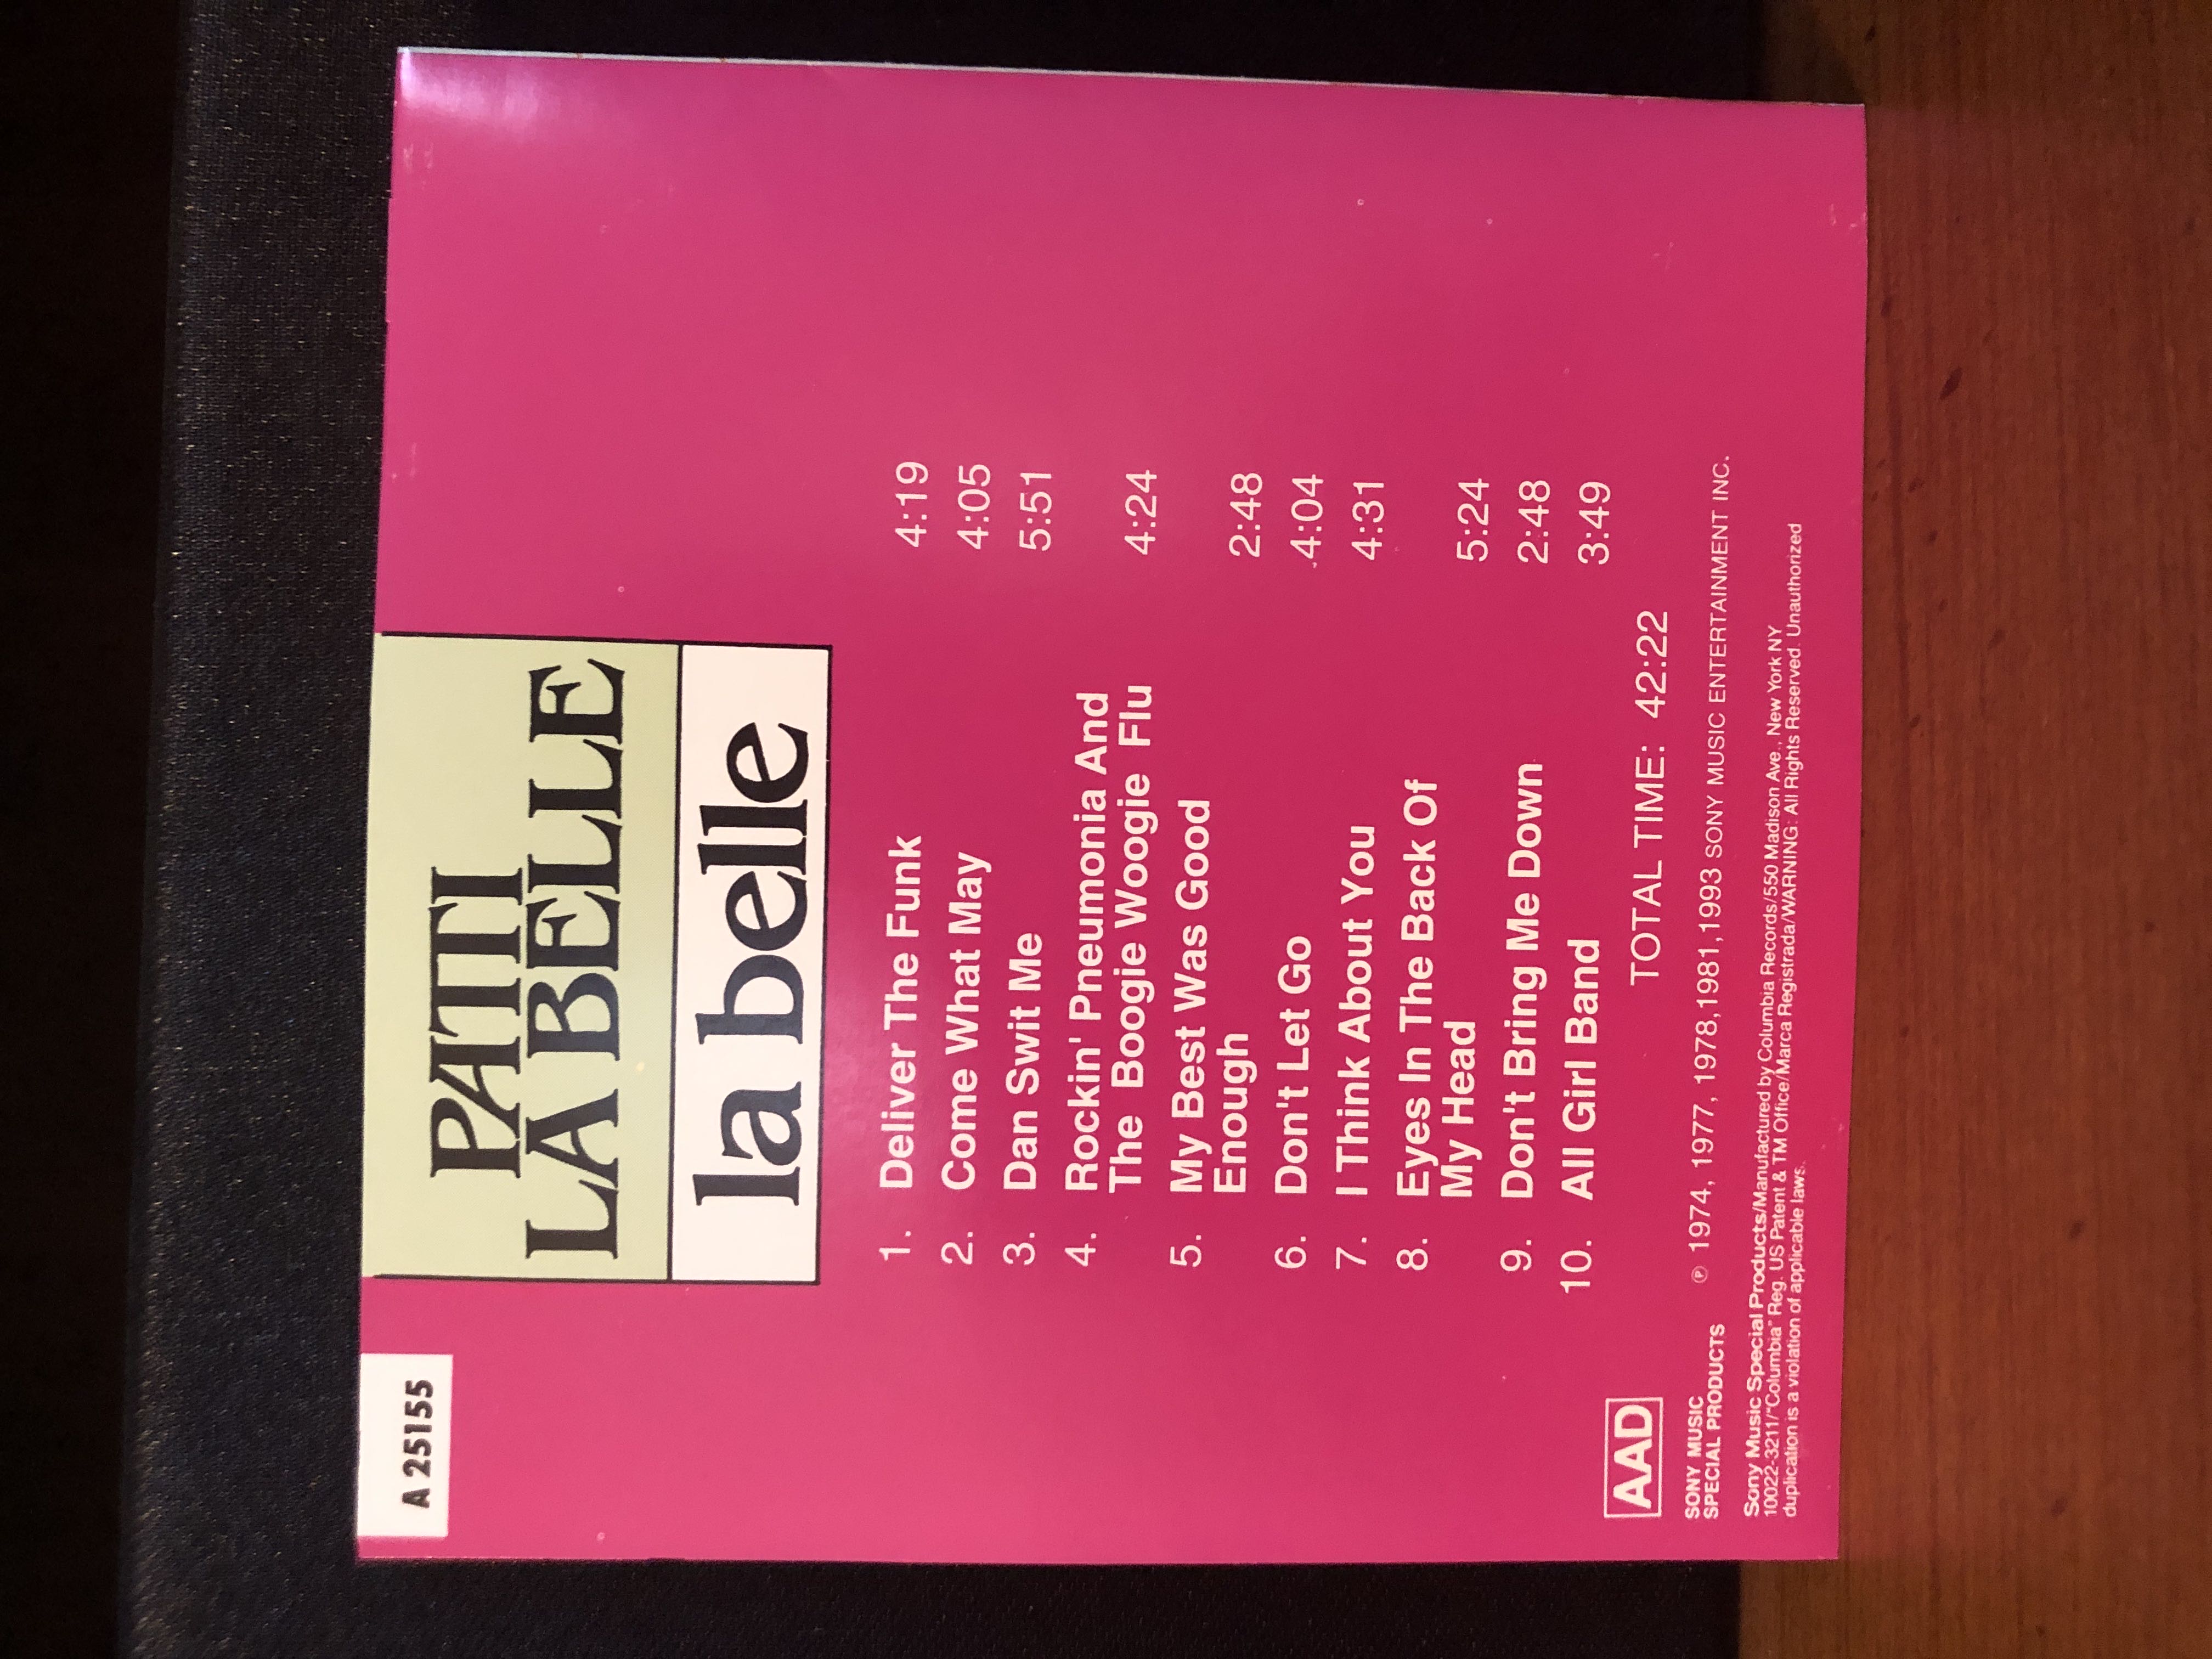 A 25155
PATTI
LA BELLE
la belle
1. Deliver The Funk 4:19
2. Come What May 4:05
3. Dan Swit Me 5:51
4. Rockin' Pneumonia And
The Boogie Woogie Flu 4:24
5. My Best Was Good
Enough 2:48
6. Don't Let Go 4:04
7. I Think About You 4:31
8. Eyes In The Back Of
My Head 5:24
9. Don't Bring Me Down 2:48
10. All Girl Band 3:49
TOTAL TIME: 42:22
AAD
SONY MUSIC
SPECIAL PRODUCTS
℗ 1974, 1977, 1978,1981,1993 SONY MUSIC ENTERTAINMENT INC.
Sony Music Special Products/Manufactured by Columbia Records/550 Madison Ave., New York NY
10022-3211/"Columbia" Reg. US Patent & TM Office/Marca Registrada/WARNING: All Rights Reserved. Unauthorized
duplication is a violation of applicable laws.